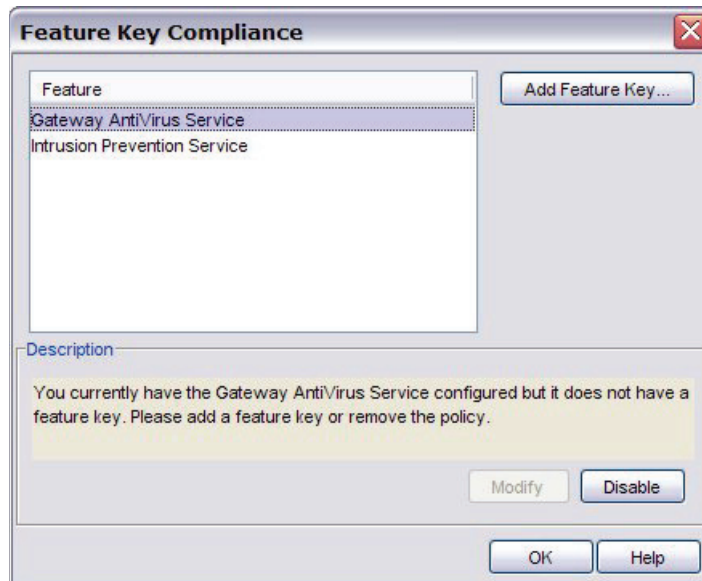 Feature Key Compliance
Feature
Add Feature Key...
Gateway AntiVirus Service
Intrusion Prevention Service
Description
You currently have the Gateway AntiVirus Service configured but it does not have a
feature key. Please add a feature key or remove the policy.
Modify
Disable
OK
Help